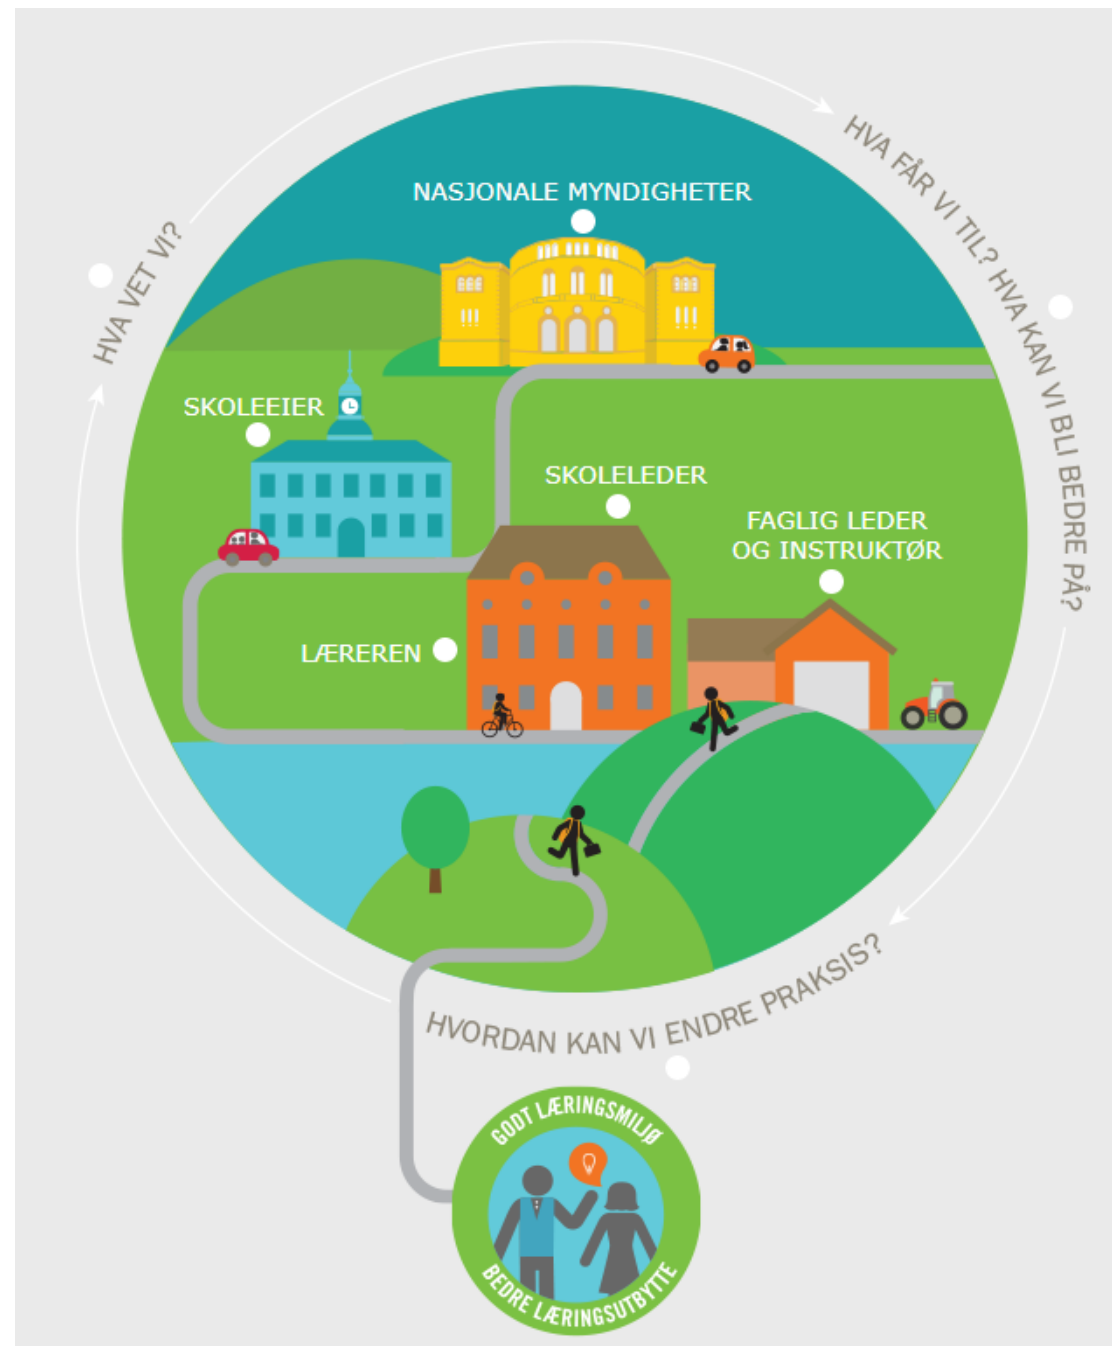 HVA VET VI?
HVA FÅR VI TIL? HVA KAN VI BLI BEDRE PÅ?
NASJONALE MYNDIGHETER
SKOLEEIER
SKOLELEDER
FAGLIG LEDER
OG INSTRUKTØR
LÆREREN
HVORDAN KAN VI ENDRE PRAKSIS?
GODT LÆRINGSMILJØ
BEDRE LÆRINGSUTBYTTE